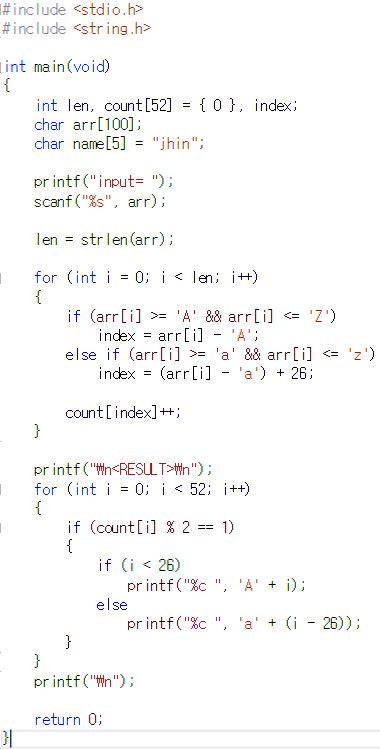 #include <stdio.h>
#include <string.h>
int main(void)
{
int len, count[52] = { 0 }, index;
char arr[100];
char name[5] = "jhin";
printf("input= ");
scanf("%s", arr);
len = strlen(arr);
for (int i = 0; i < len; i++)
{
if (arr[i] >= 'A' && arr[i] <= 'Z')
index = arr[i] - 'A';
else if (arr[i] >= 'a' && arr[i] <= 'z')
index = (arr[i] - 'a') + 26;
count[index]++;
}
printf("₩n<RESULT>₩n");
for (int i = 0; i < 52; i++)
{
if (count[i] % 2 == 1)
{
if (i < 26)
printf("%c ", 'A' + i);
else
printf("%c ", 'a' + (i - 26));
}
}
printf("₩n");
return 0;
}